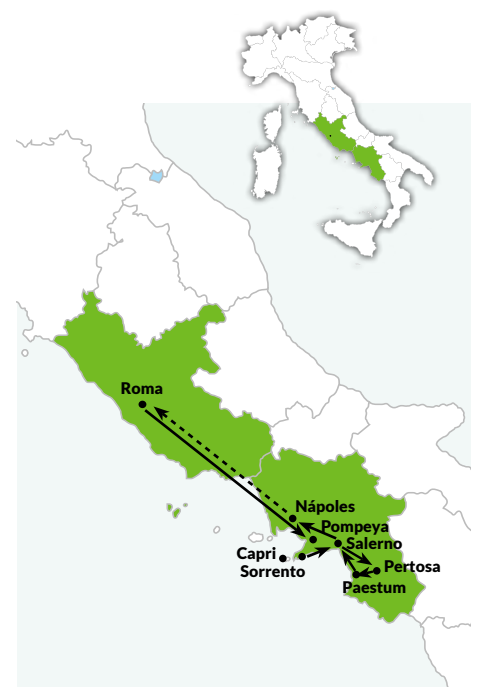 Roma
Nápoles
Pompeya
Salerno
Capri
Sorrento
Pertosa
Paestum